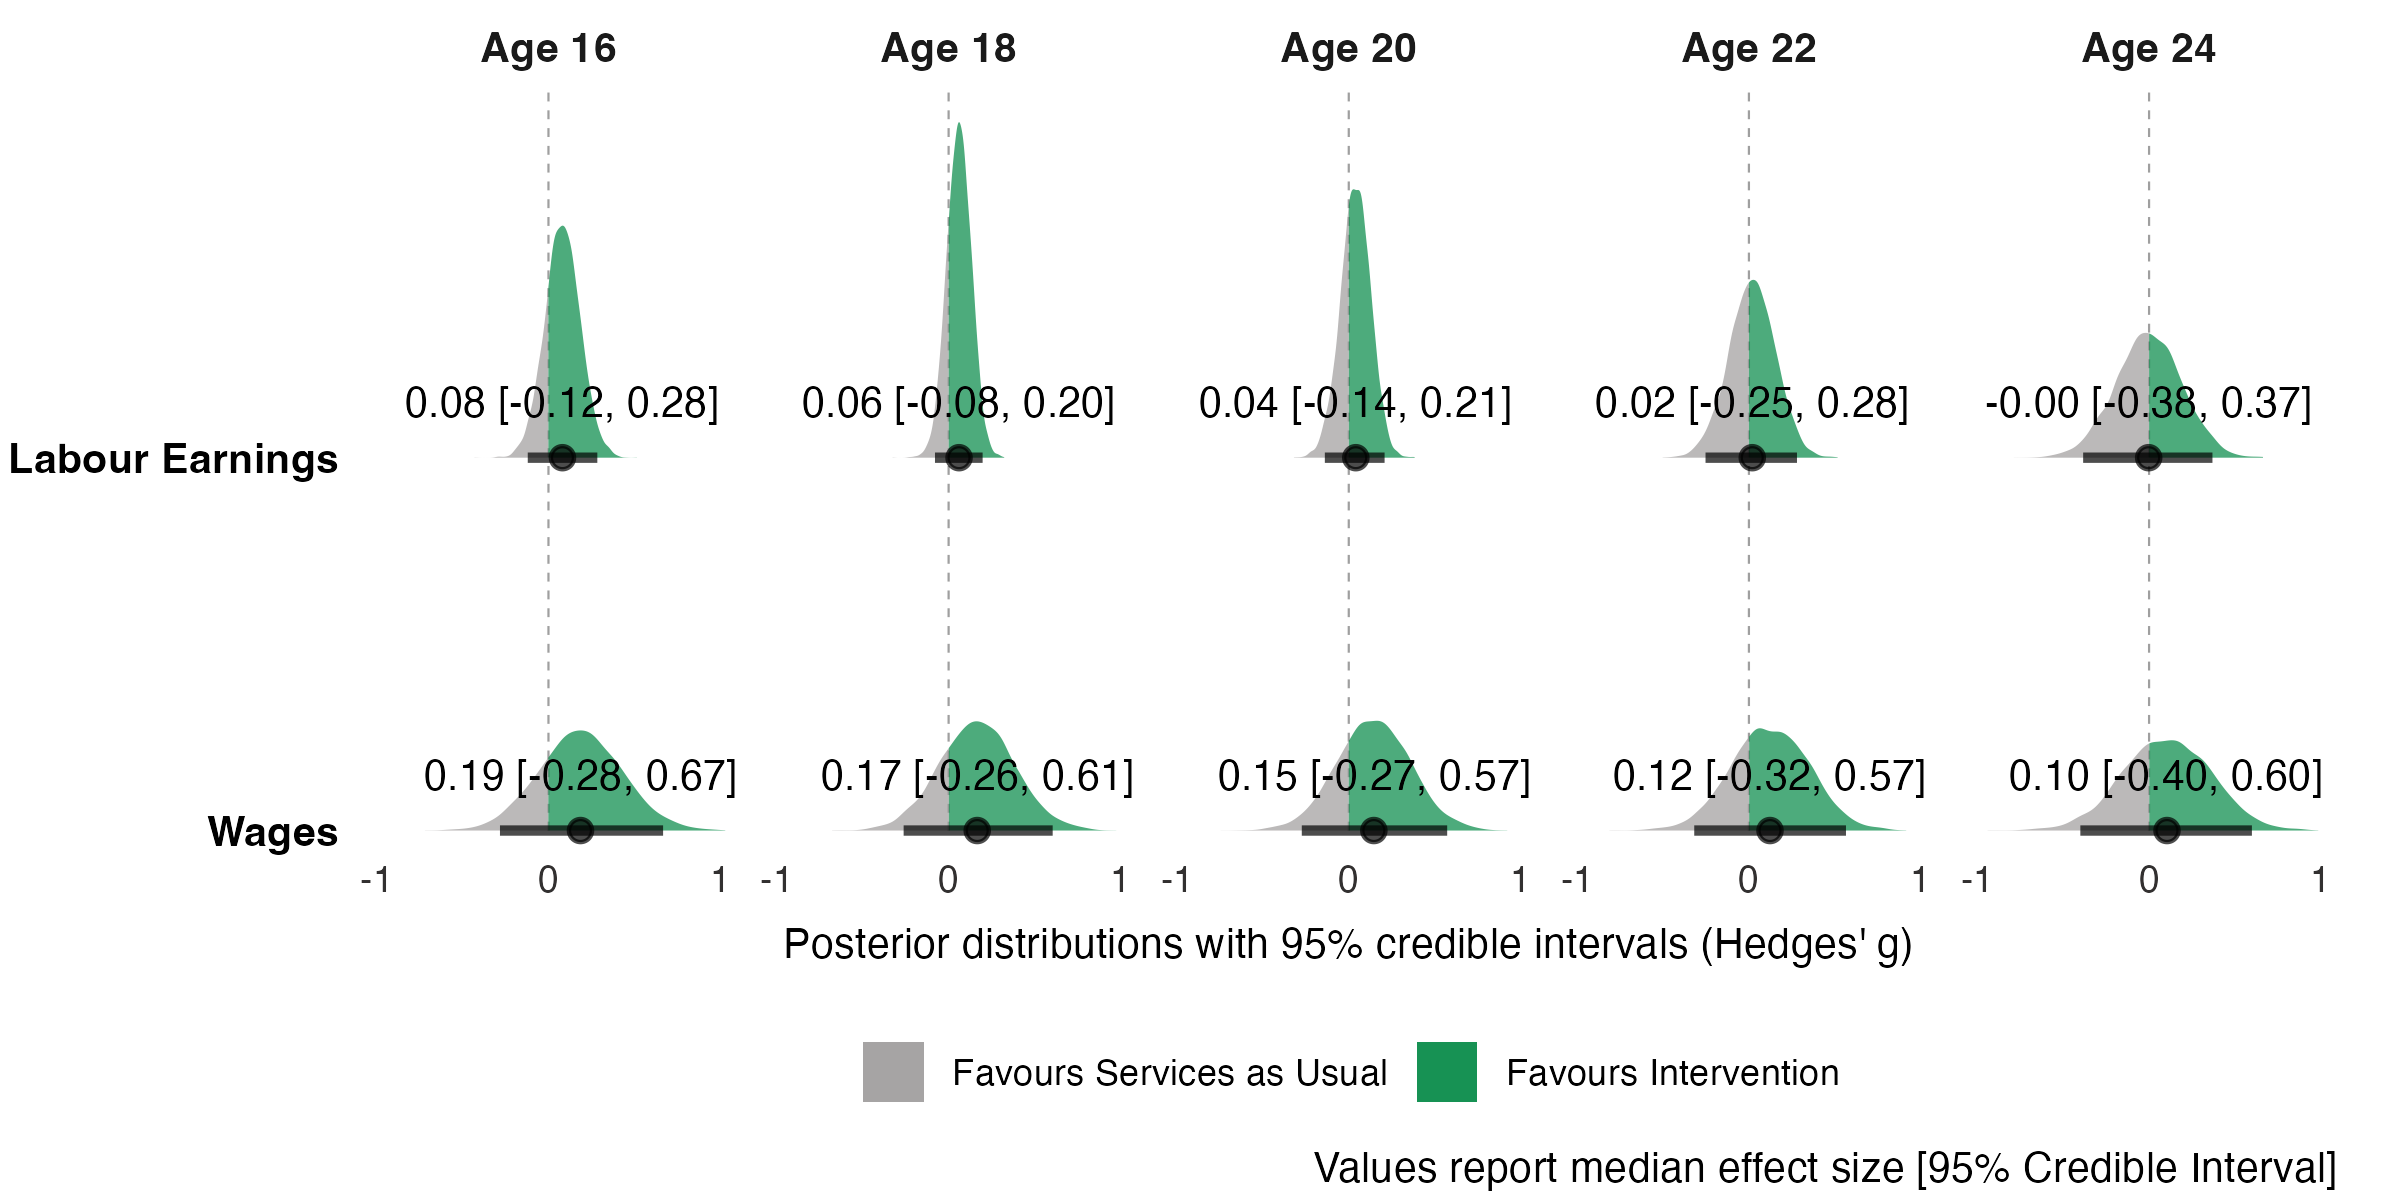 Age 16 Age 18 Age 20 Age 22 Age 24
0.08 [-0.12, 0.28] 0.06 [-0.08, 0.20] 0.04 [-0.14, 0.21] 0.02 [-0.25, 0.28] -0.00 [-0.38, 0.37]
Labour Earnings
0.19 [-0.28, 0.67] 0.17 [-0.26, 0.61] 0.15 [-0.27, 0.57] 0.12 [-0.32, 0.57] 0.10 [-0.40, 0.60]
Wages
-1 0 1 -1 0 1 -1 0 1 -1 0 1 -1 0 1
Posterior distributions with 95% credible intervals (Hedges' g)
Favours Services as Usual Favours Intervention
Values report median effect size [95% Credible Interval]